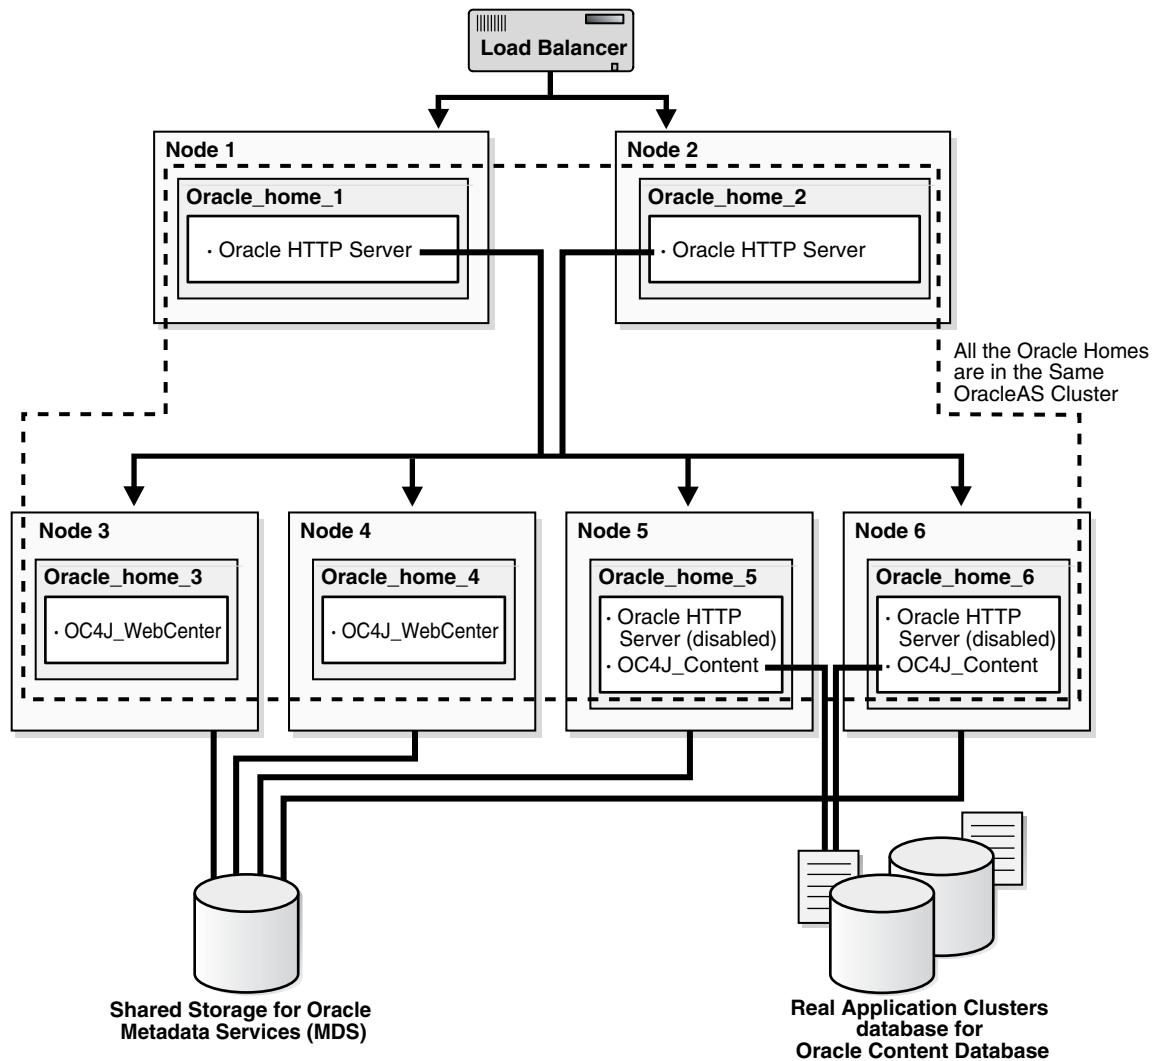 Load Balancer
Node 1
Oracle_home_1
· Oracle HTTP Server
Node 2
Oracle_home_2
· Oracle HTTP Server
All the Oracle Homes
are in the Same
OracleAS Cluster
Node 3
Oracle_home_3
· OC4J_WebCenter
Node 4
Oracle_home_4
· OC4J_WebCenter
Node 5
Oracle_home_5
· Oracle HTTP
Server (disabled)
· OC4J_Content
Node 6
Oracle_home_6
· Oracle HTTP
Server (disabled)
· OC4J_Content
Shared Storage for Oracle
Metadata Services (MDS)
Real Application Clusters
database for
Oracle Content Database